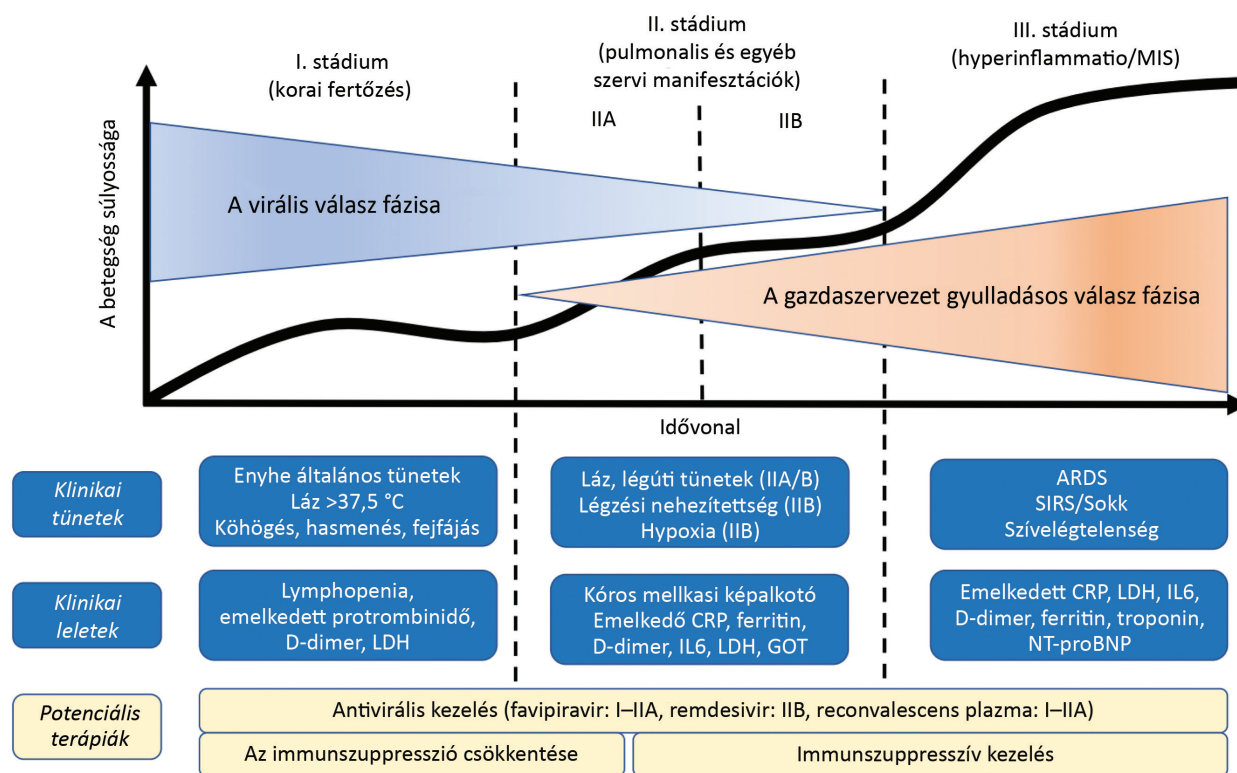 I. stádium
(korai fertőzés)
II. stádium
(pulmonalis és egyéb
szervi manifesztációk)
IIA
IIB
III. stádium
(hyperinflammatio/MIS)
A betegség súlyossága
A virális válasz fázisa
A gazdaszervezet gyulladásos válasz fázisa
Idővonal
Klinikai
tünetek
Enyhe általános tünetek
Láz >37,5 °C
Köhögés, hasmenés, fejfájás
Láz, légúti tünetek (IIA/B)
Légzési nehezítettség (IIB)
Hypoxia (IIB)
ARDS
SIRS/Sokk
Szívelégtelenség
Klinikai
leletek
Lymphopenia,
emelkedett protrombinidő,
D-dimer, LDH
Kóros mellkasi képalkotó
Emelkedő CRP, ferritin,
D-dimer, IL6, LDH, GOT
Emelkedett CRP, LDH, IL6,
D-dimer, ferritin, troponin,
NT-proBNP
Potenciális
terápiák
Antivirális kezelés (favipiravir: I–IIA, remdesivir: IIB, reconvalescens plazma: I–IIA)
Az immunszuppresszió csökkentése
Immunszuppresszív kezelés